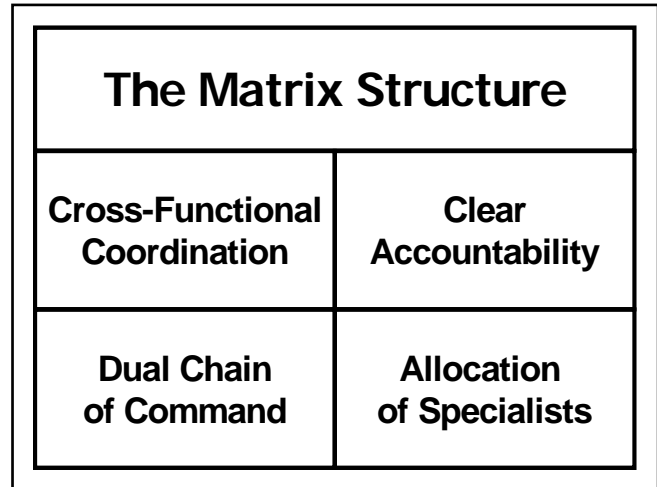 The Matrix Structure
Cross-Functional
Coordination
Clear
Accountability
Dual Chain
of Command
Allocation
of Specialists